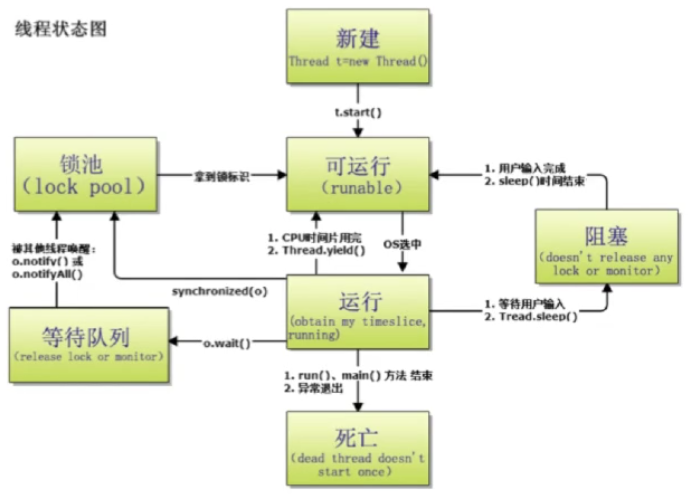 线程状态图
新建
Thread t=new Thread()
t.start()
锁池
(lock pool)
拿到锁标识
可运行
(runable)
1. 用户输入完成
2. sleep()时间结束
阻塞
(doesn't release any
lock or monitor)
被其他线程唤醒:
o.notify() 或
o.notifyAll()
1. CPU时间片用完
2. Thread.yield()
OS选中
synchronized(o)
运行
(obtain my timeslice,
running)
1. 等待用户输入
2. Tread.sleep()
等待队列
(release lock or monitor)
o.wait()
1. run()、main() 方法 结束
2. 异常退出
死亡
(dead thread doesn't
start once)